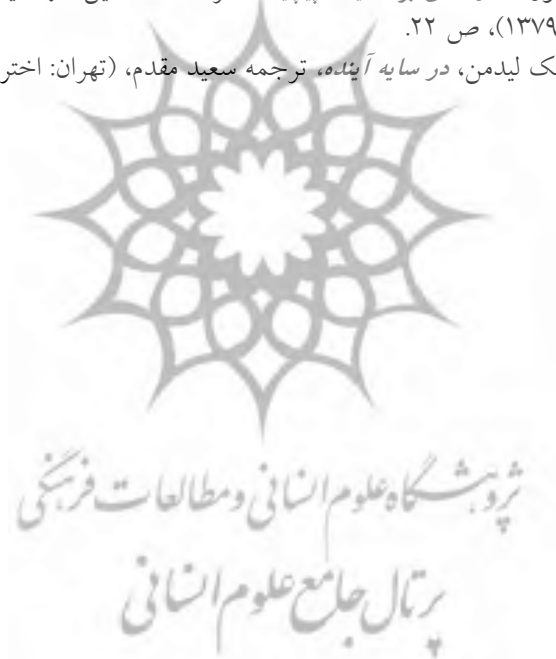 ۱۳۷۹)، ص ۲۲.
ک لیدمن، در سایه آینده، ترجمه سعید مقدم، (تهران: اختر
پژوهشگاه علوم انسانی و مطالعات فرهنگی
پرتال جامع علوم انسانی